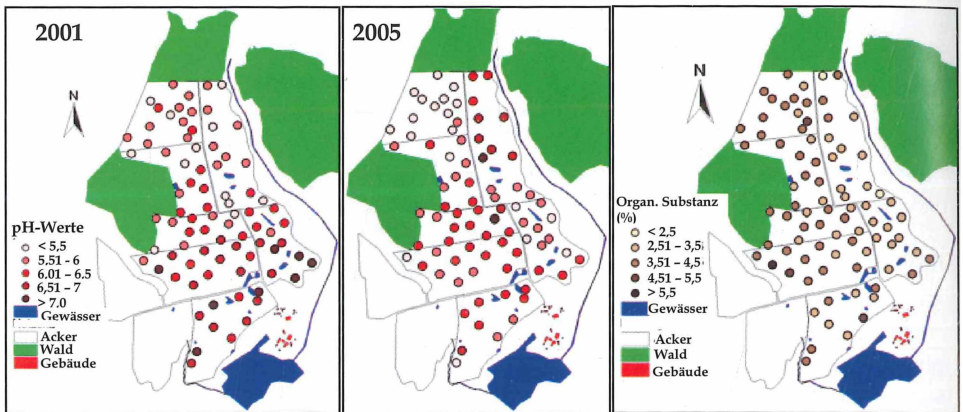 2001
N
pH-Werte
< 5,5
5.51 – 6
6.01 – 6.5
6,51 – 7
> 7.0
Gewässer
Acker
Wald
Gebäude
2005
N
Organ. Substanz
(%)
< 2,5
2,51 – 3,5
3,51 – 4,5
4,51 – 5,5
> 5,5
Gewässer
Acker
Wald
Gebäude